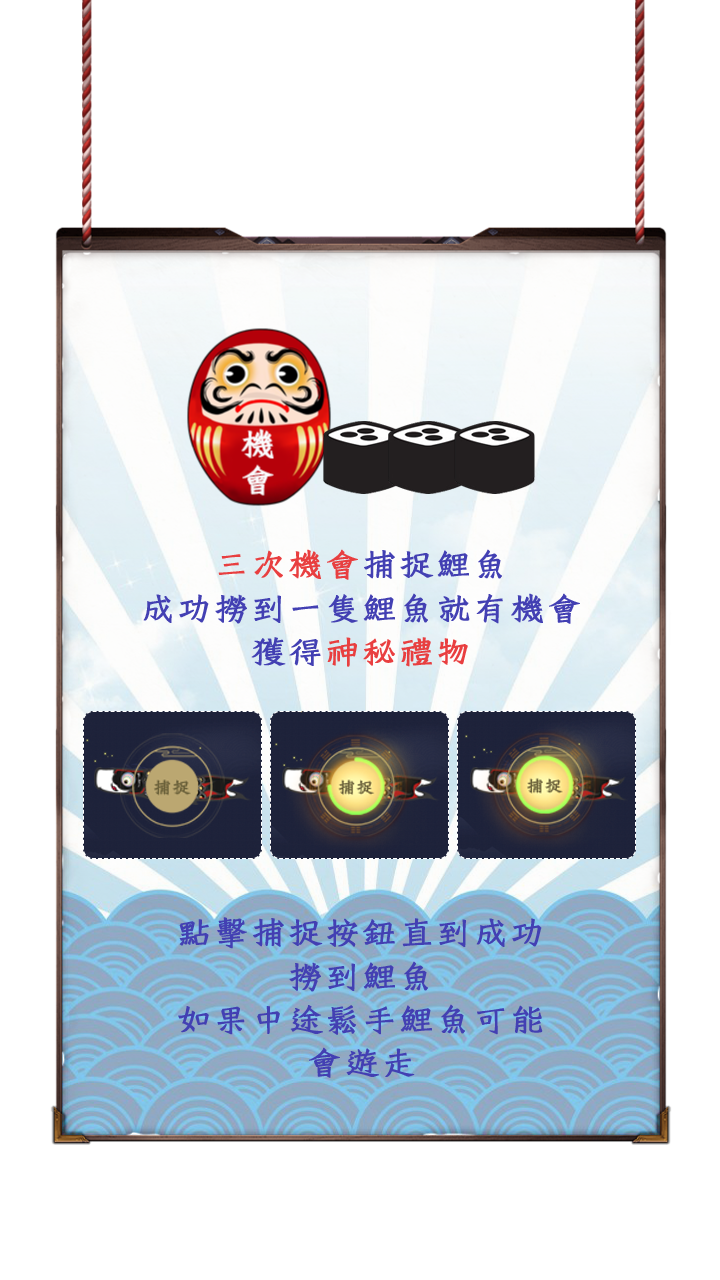 機
會
三次機會捕捉鯉魚
成功撈到一隻鯉魚就有機會
獲得神秘禮物
捕捉
捕捉
捕捉
點擊捕捉按鈕直到成功
撈到鯉魚
如果中途鬆手鯉魚可能
會遊走